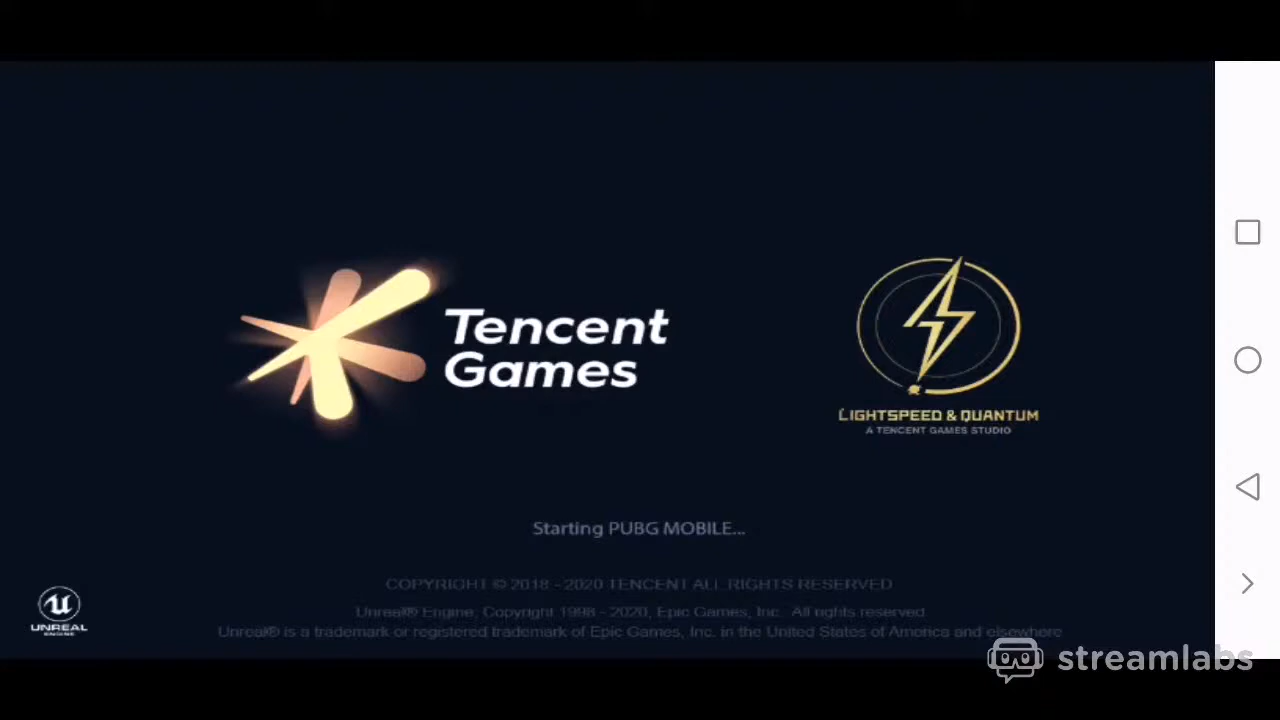 Tencent
Games
LIGHTSPEED & QUANTUM
A TENCENT GAMES STUDIO
Starting PUBG MOBILE...
COPYRIGHT © 2018 - 2020 TENCENT ALL RIGHTS RESERVED
Unreal® Engine, Copyright 1998 - 2020, Epic Games, Inc. All rights reserved.
Unreal® is a trademark or registered trademark of Epic Games, Inc. in the United States of America and elsewhere
UNREAL
ENGINE
streamlabs